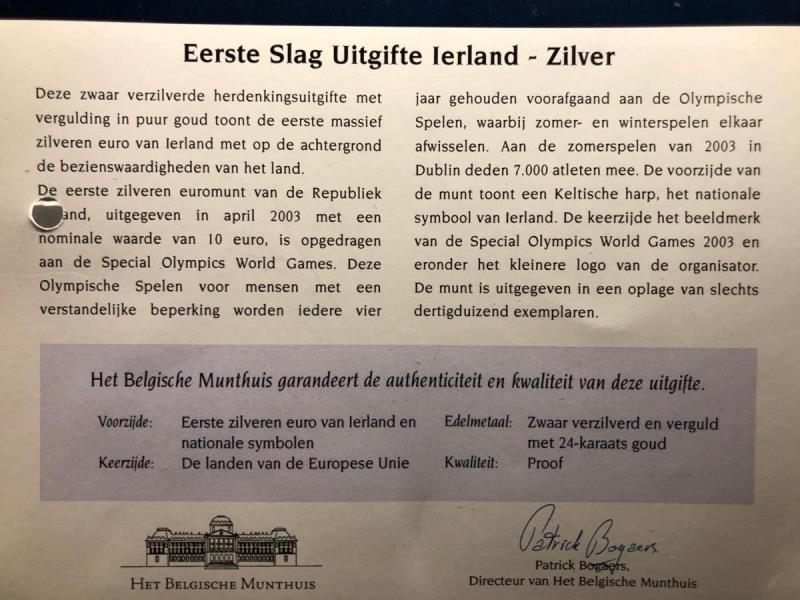 Eerste Slag Uitgifte Ierland - Zilver
Deze zwaar verzilverde herdenkingsuitgifte met
vergulding in puur goud toont de eerste massief
zilveren euro van Ierland met op de achtergrond
de bezienswaardigheden van het land.
De eerste zilveren euromunt van de Republiek
and, uitgegeven in april 2003 met een
nominale waarde van 10 euro, is opgedragen
aan de Special Olympics World Games. Deze
Olympische Spelen voor mensen met een
verstandelijke beperking worden iedere vier
jaar gehouden voorafgaand aan de Olympische
Spelen, waarbij zomer- en winterspelen elkaar
afwisselen. Aan de zomerspelen van 2003 in
Dublin deden 7.000 atleten mee. De voorzijde van
de munt toont een Keltische harp, het nationale
symbool van Ierland. De keerzijde het beeldmerk
van de Special Olympics World Games 2003 en
eronder het kleinere logo van de organisator.
De munt is uitgegeven in een oplage van slechts
dertigduizend exemplaren.
Het Belgische Munthuis garandeert de authenticiteit en kwaliteit van deze uitgifte.
Voorzijde: Eerste zilveren euro van Ierland en
nationale symbolen
Keerzijde: De landen van de Europese Unie
Edelmetaal: Zwaar verzilverd en verguld
met 24-karaats goud
Kwaliteit: Proof
HET BELGISCHE MUNTHUIS
Patrick Bogaers
Patrick Bogaers,
Directeur van Het Belgische Munthuis